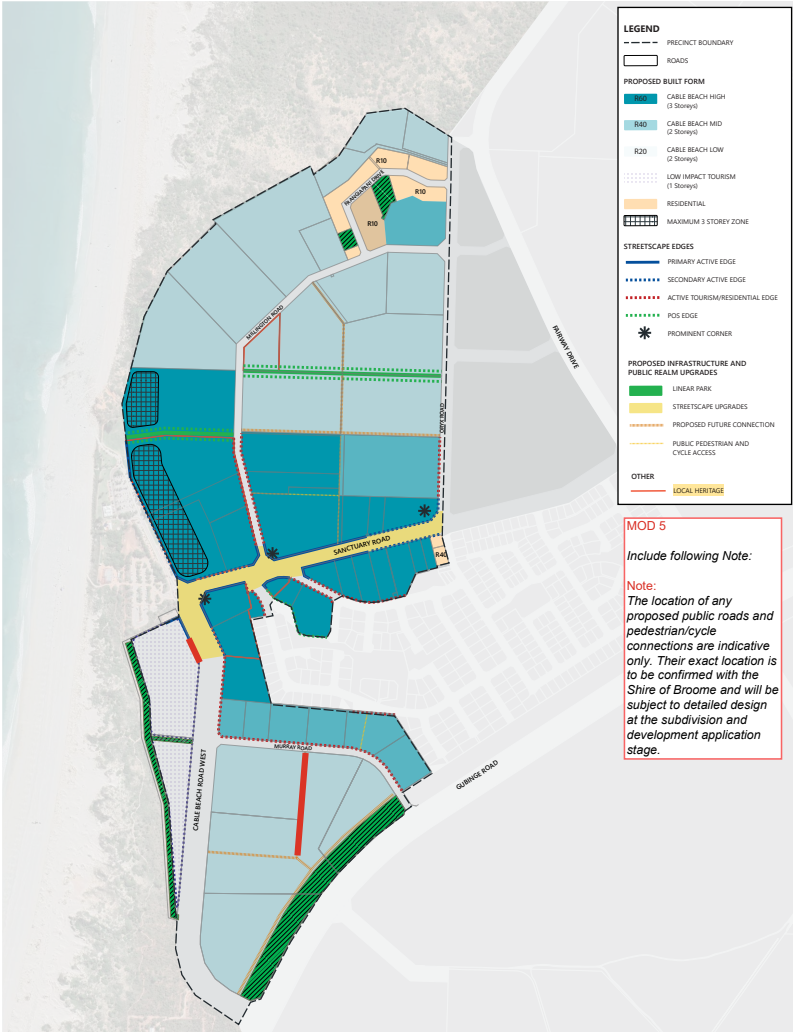 LEGEND
PRECINCT BOUNDARY
ROADS
PROPOSED BUILT FORM
R60
CABLE BEACH HIGH
(3 Storeys)
R40
CABLE BEACH MID
(2 Storeys)
R20
CABLE BEACH LOW
(2 Storeys)
LOW IMPACT TOURISM
(1 Storeys)
RESIDENTIAL
MAXIMUM 3 STOREY ZONE
STREETSCAPE EDGES
PRIMARY ACTIVE EDGE
SECONDARY ACTIVE EDGE
ACTIVE TOURISM/RESIDENTIAL EDGE
POS EDGE
PROMINENT CORNER
PROPOSED INFRASTRUCTURE AND
PUBLIC REALM UPGRADES
LINEAR PARK
STREETSCAPE UPGRADES
PROPOSED FUTURE CONNECTION
PUBLIC PEDESTRIAN AND
CYCLE ACCESS
OTHER
LOCAL HERITAGE
MOD 5
Include following Note:
Note:
The location of any
proposed public roads and
pedestrian/cycle
connections are indicative
only. Their exact location is
to be confirmed with the
Shire of Broome and will be
subject to detailed design
at the subdivision and
development application
stage.
R10
FRANGIPANI DRIVE
R10
R10
MILLINGTON ROAD
FAIRWAY DRIVE
ORYX ROAD
SANCTUARY ROAD
R40
MURRAY ROAD
CABLE BEACH ROAD WEST
GUBINGE ROAD